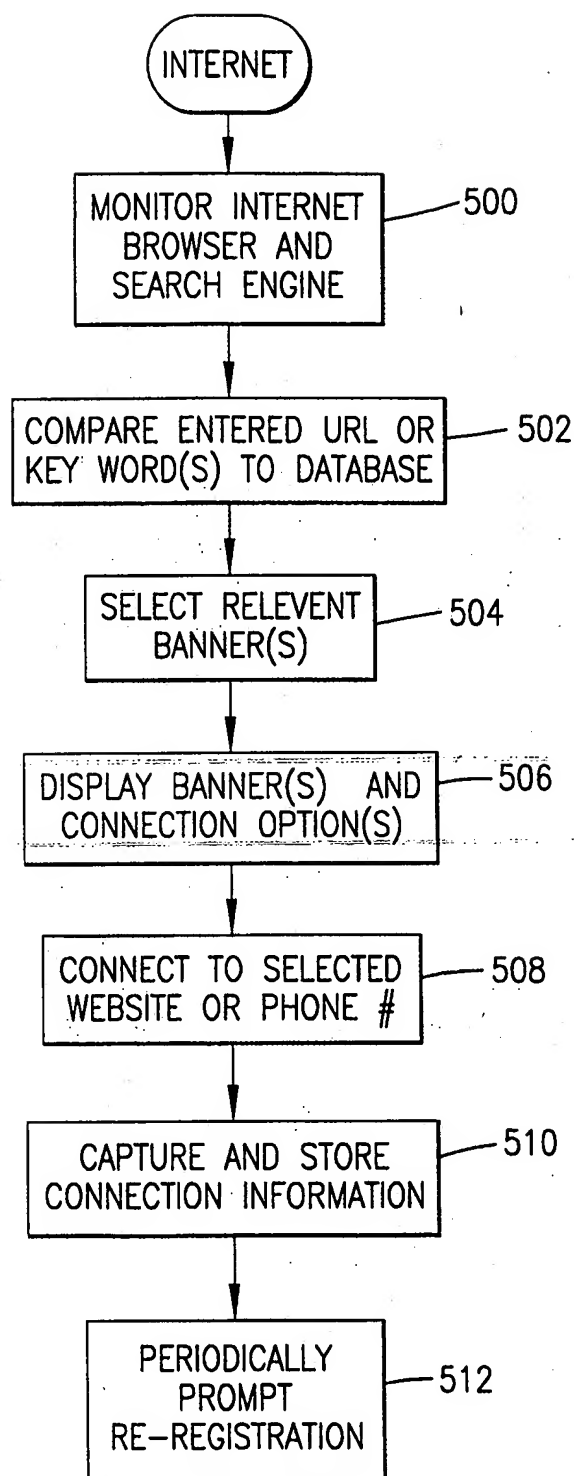 INTERNET
MONITOR INTERNET
BROWSER AND
SEARCH ENGINE
500
COMPARE ENTERED URL OR
KEY WORD(S) TO DATABASE
502
SELECT RELEVENT
BANNER(S)
504
DISPLAY BANNER(S) AND
CONNECTION OPTION(S)
506
CONNECT TO SELECTED
WEBSITE OR PHONE #
508
CAPTURE AND STORE
CONNECTION INFORMATION
510
PERIODICALLY
PROMPT
RE-REGISTRATION
512